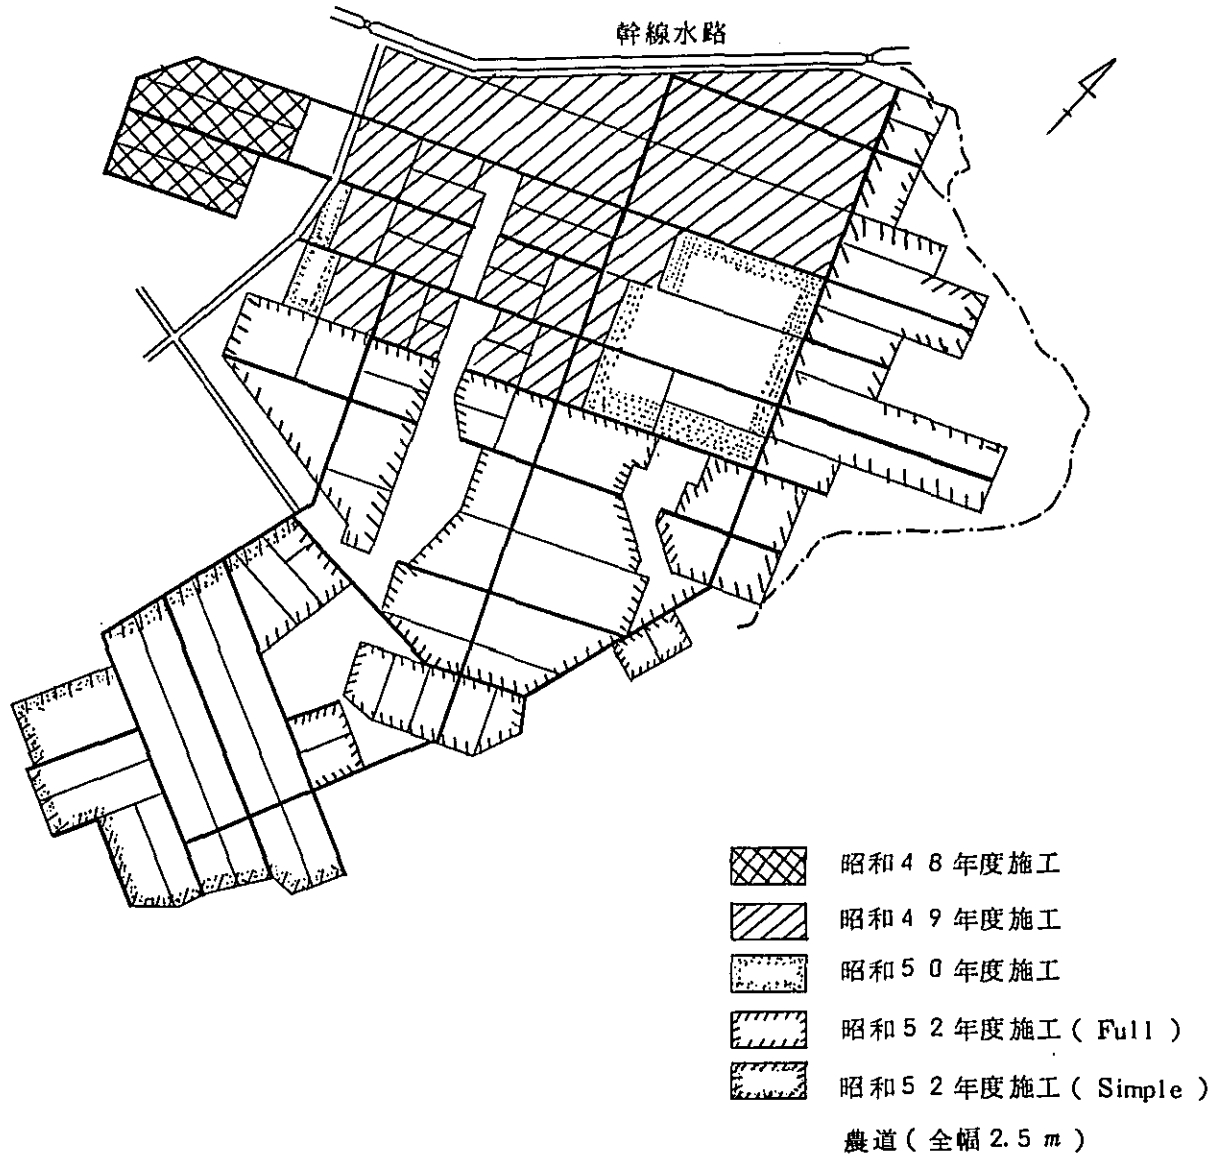 幹線水路
昭和48年度施工
昭和49年度施工
昭和50年度施工
昭和52年度施工(Full)
昭和52年度施工(Simple)
農道(全幅2.5m)